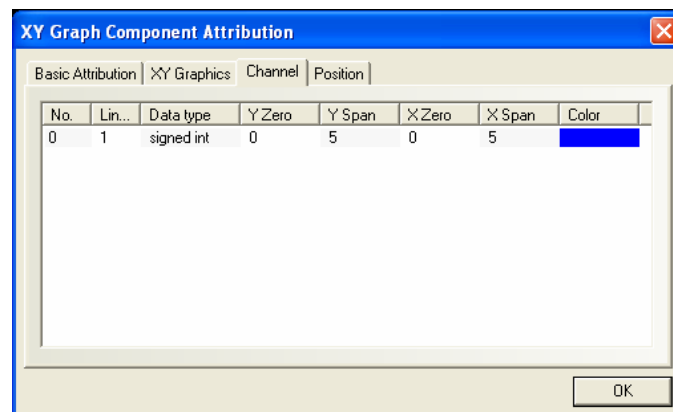 XY Graph Component Attribution
Basic Attribution XY Graphics Channel Position
No. Lin... Data type Y Zero Y Span X Zero X Span Color
0 1 signed int 0 5 0 5
OK